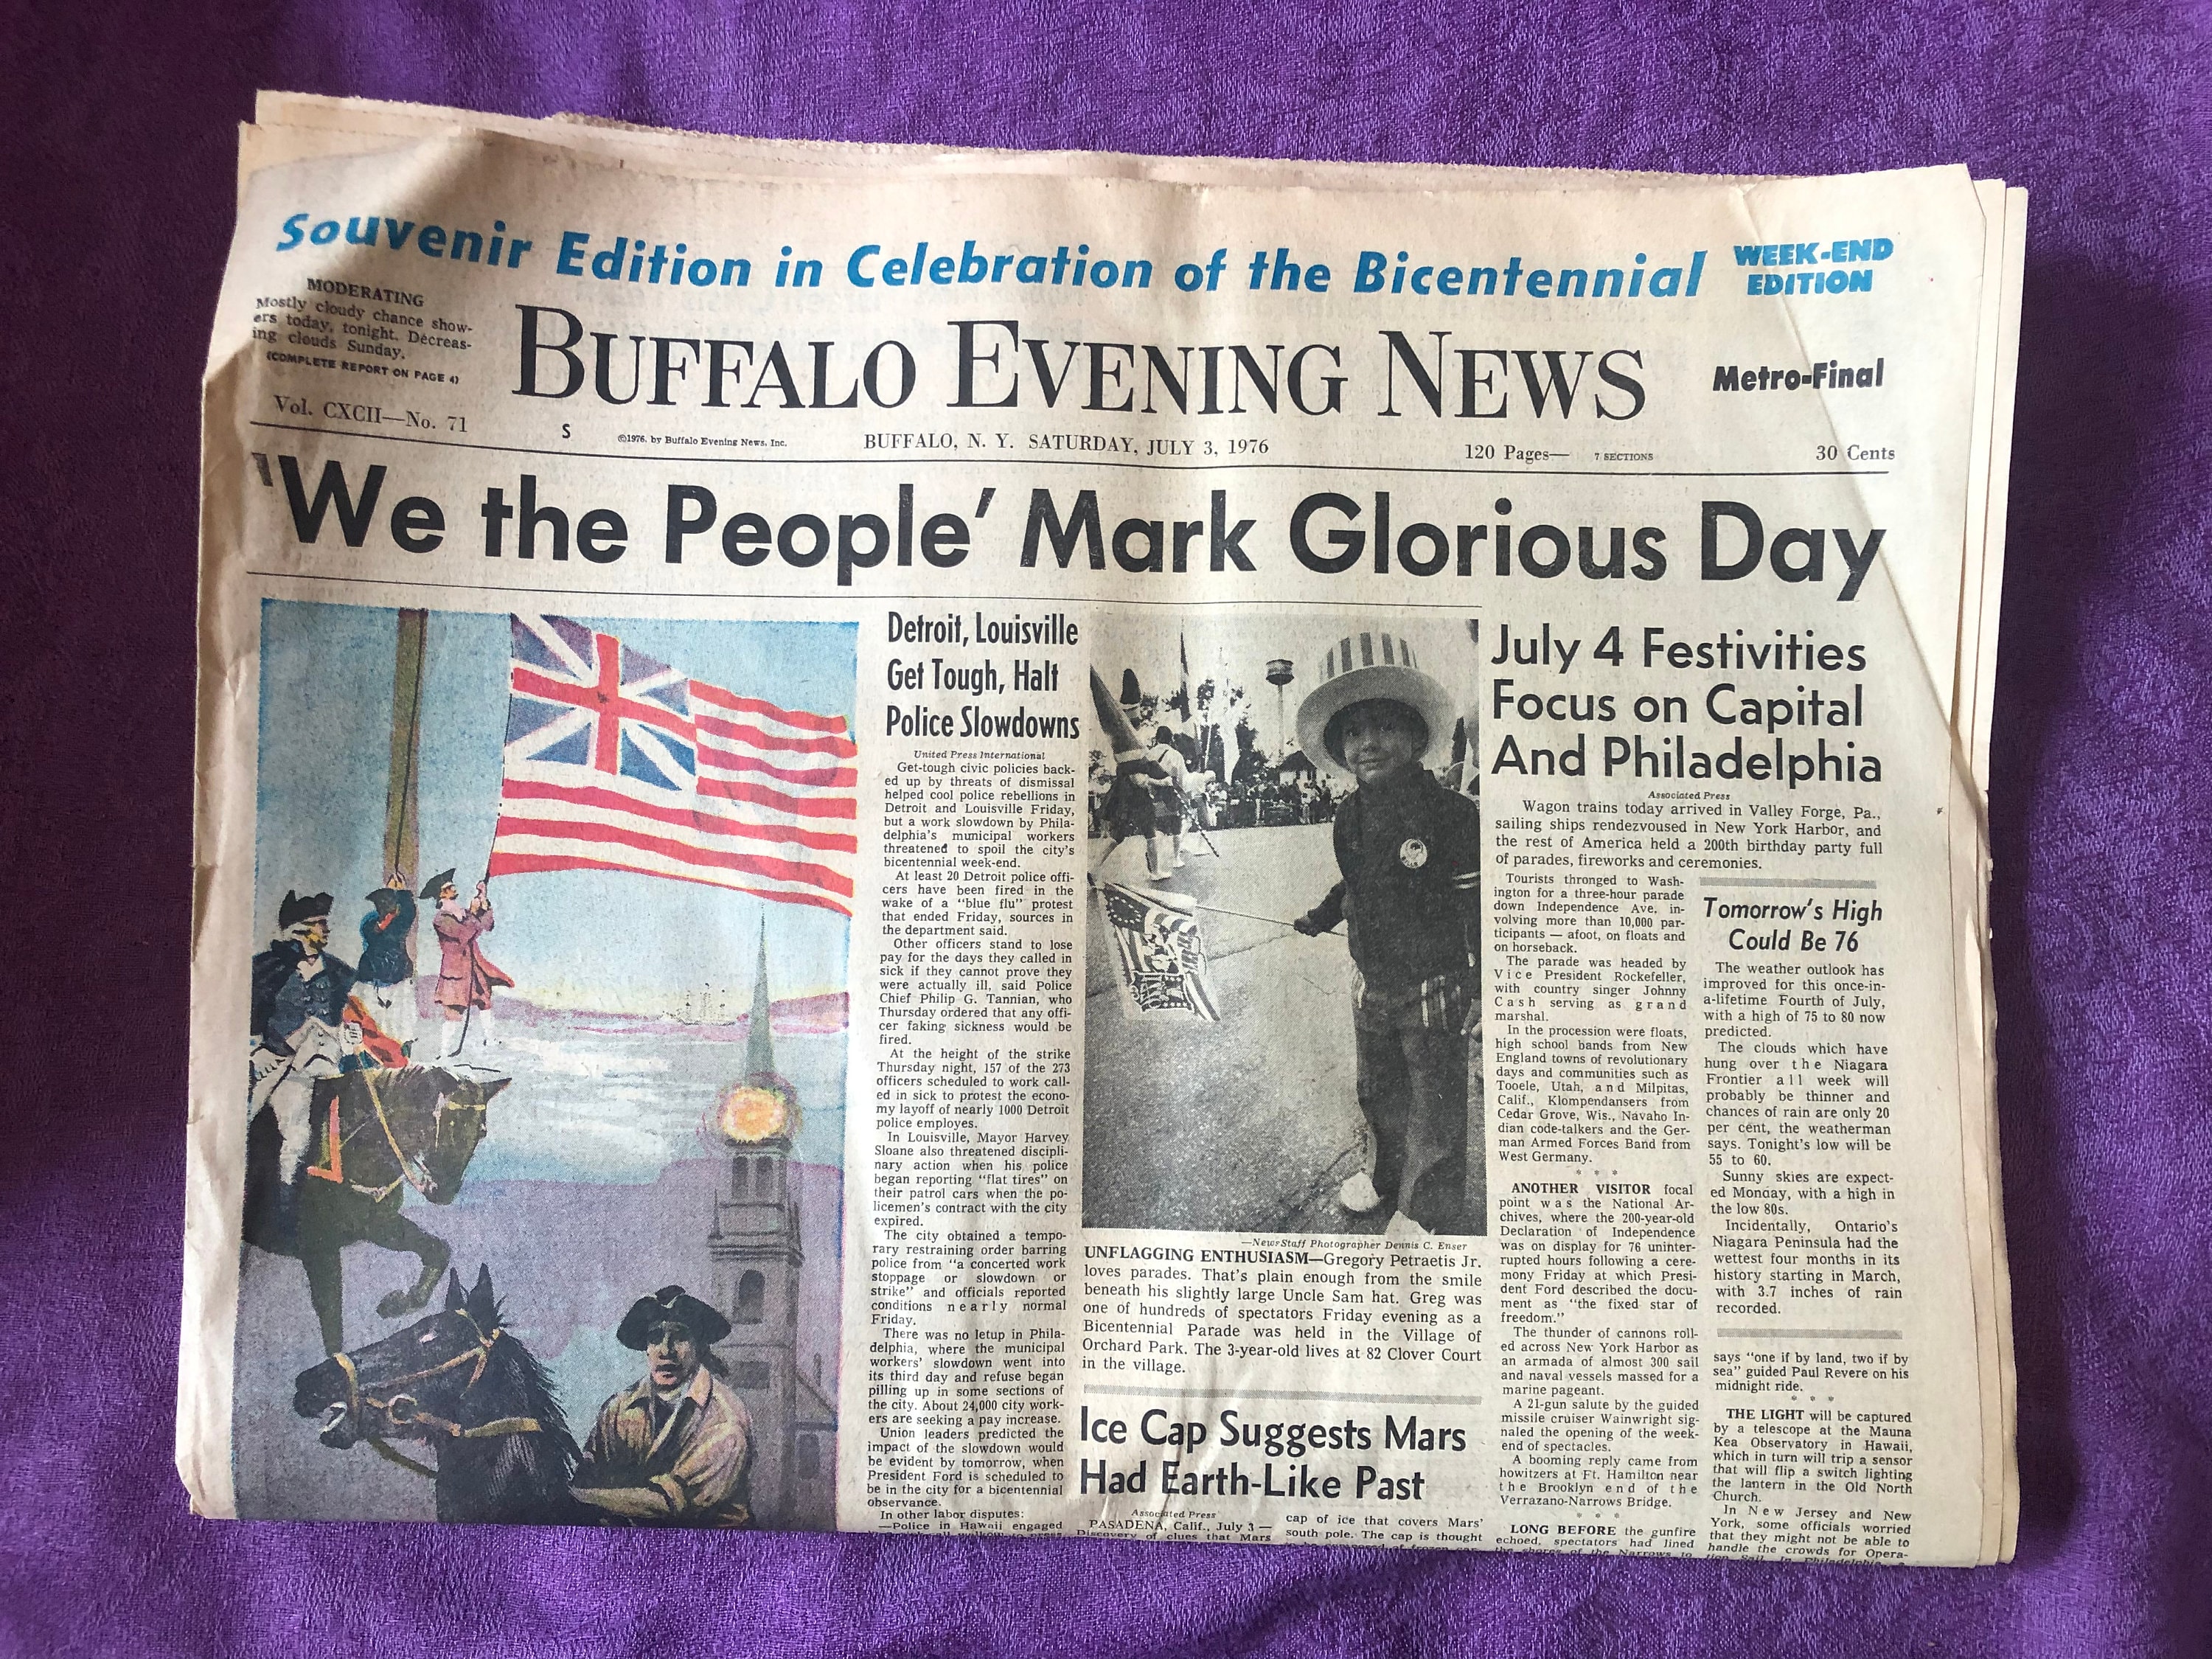 Souvenir Edition in Celebration of the Bicentennial
WEEK-END
EDITION
MODERATING
Mostly cloudy chance show-
ers today, tonight. Decreas-
ing clouds Sunday.
(COMPLETE REPORT ON PAGE 4)
BUFFALO EVENING NEWS
Metro-Final
Vol. CXCII—No. 71
S
©1976, by Buffalo Evening News, Inc.
BUFFALO, N. Y. SATURDAY, JULY 3, 1976
120 Pages— 7 SECTIONS
30 Cents
'We the People' Mark Glorious Day
Detroit, Louisville
Get Tough, Halt
Police Slowdowns
United Press International
Get-tough civic policies back-
ed up by threats of dismissal
helped cool police rebellions in
Detroit and Louisville Friday,
but a work slowdown by Phila-
delphia's municipal workers
threatened to spoil the city's
bicentennial week-end.
At least 20 Detroit police offi-
cers have been fired in the
wake of a "blue flu" protest
that ended Friday, sources in
the department said.
Other officers stand to lose
pay for the days they called in
sick if they cannot prove they
were actually ill, said Police
Chief Philip G. Tannian, who
Thursday ordered that any offi-
cer faking sickness would be
fired.
At the height of the strike
Thursday night, 157 of the 273
officers scheduled to work call-
ed in sick to protest the econo-
my layoff of nearly 1000 Detroit
police employes.
In Louisville, Mayor Harvey
Sloane also threatened discipli-
nary action when his police
began reporting "flat tires" on
their patrol cars when the po-
licemen's contract with the city
expired.
The city obtained a tempo-
rary restraining order barring
police from "a concerted work
stoppage or slowdown or
strike" and officials reported
conditions nearly normal
Friday.
There was no letup in Phila-
delphia, where the municipal
workers' slowdown went into
its third day and refuse began
pilling up in some sections of
the city. About 24,000 city work-
ers are seeking a pay increase.
Union leaders predicted the
impact of the slowdown would
be evident by tomorrow, when
President Ford is scheduled to
be in the city for a bicentennial
observance.
In other labor disputes:
—Police in Hawaii engaged
—News Staff Photographer Dennis C. Enser
UNFLAGGING ENTHUSIASM—Gregory Petraetis Jr.
loves parades. That's plain enough from the smile
beneath his slightly large Uncle Sam hat. Greg was
one of hundreds of spectators Friday evening as a
Bicentennial Parade was held in the Village of
Orchard Park. The 3-year-old lives at 82 Clover Court
in the village.
Ice Cap Suggests Mars
Had Earth-Like Past
Associated Press
PASADENA, Calif., July 3 —
Discovery of clues that Mars
cap of ice that covers Mars'
south pole. The cap is thought
July 4 Festivities
Focus on Capital
And Philadelphia
Associated Press
Wagon trains today arrived in Valley Forge, Pa.,
sailing ships rendezvoused in New York Harbor, and
the rest of America held a 200th birthday party full
of parades, fireworks and ceremonies.
Tourists thronged to Wash-
ington for a three-hour parade
down Independence Ave. in-
volving more than 10,000 par-
ticipants — afoot, on floats and
on horseback.
The parade was headed by
Vice President Rockefeller,
with country singer Johnny
Cash serving as grand
marshal.
In the procession were floats,
high school bands from New
England towns of revolutionary
days and communities such as
Tooele, Utah, and Milpitas,
Calif., Klompendansers from
Cedar Grove, Wis., Navaho In-
dian code-talkers and the Ger-
man Armed Forces Band from
West Germany.
* * *
ANOTHER VISITOR focal
point was the National Ar-
chives, where the 200-year-old
Declaration of Independence
was on display for 76 uninter-
rupted hours following a cere-
mony Friday at which Presi-
dent Ford described the docu-
ment as "the fixed star of
freedom."
The thunder of cannons roll-
ed across New York Harbor as
an armada of almost 300 sail
and naval vessels massed for a
marine pageant.
A 21-gun salute by the guided
missile cruiser Wainwright sig-
naled the opening of the week-
end of spectacles.
A booming reply came from
howitzers at Ft. Hamilton near
the Brooklyn end of the
Verrazano-Narrows Bridge.
* * *
LONG BEFORE the gunfire
echoed, spectators had lined
the shores of the Narrows to
Tomorrow's High
Could Be 76
The weather outlook has
improved for this once-in-
a-lifetime Fourth of July,
with a high of 75 to 80 now
predicted.
The clouds which have
hung over the Niagara
Frontier all week will
probably be thinner and
chances of rain are only 20
per cent, the weatherman
says. Tonight's low will be
55 to 60.
Sunny skies are expect-
ed Monday, with a high in
the low 80s.
Incidentally, Ontario's
Niagara Peninsula had the
wettest four months in its
history starting in March,
with 3.7 inches of rain
recorded.
says "one if by land, two if by
sea" guided Paul Revere on his
midnight ride.
* * *
THE LIGHT will be captured
by a telescope at the Mauna
Kea Observatory in Hawaii,
which in turn will trip a sensor
that will flip a switch lighting
the lantern in the Old North
Church.
In New Jersey and New
York, some officials worried
that they might not be able to
handle the crowds for Opera-
tion Sail. In Philadelphia, a